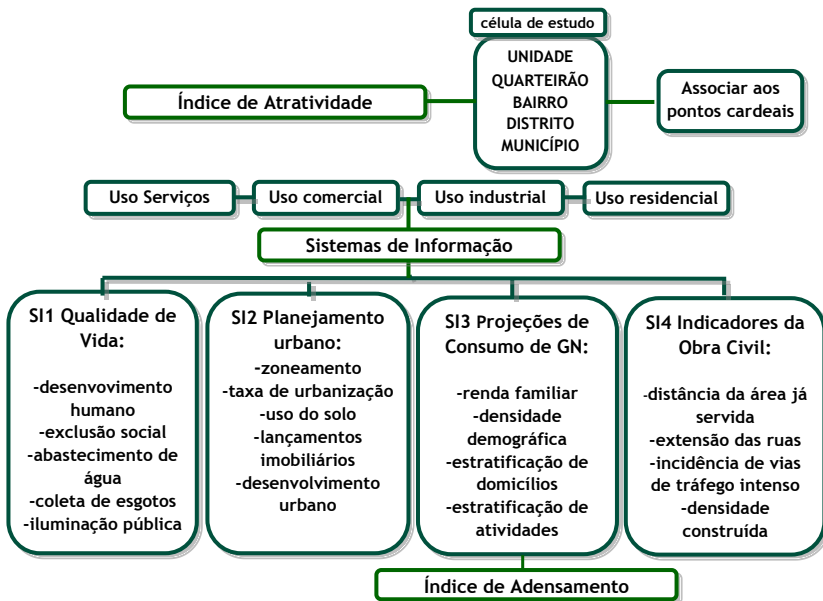 célula de estudo
UNIDADE
QUARTEIRÃO
BAIRRO
DISTRITO
MUNICÍPIO
Índice de Atratividade
Associar aos
pontos cardeais
Uso Serviços
Uso comercial
Uso industrial
Uso residencial
Sistemas de Informação
SI1 Qualidade de
Vida:
-desenvovimento
humano
-exclusão social
-abastecimento de
água
-coleta de esgotos
-iluminação pública
SI2 Planejamento
urbano:
-zoneamento
-taxa de urbanização
-uso do solo
-lançamentos
imobiliários
-desenvolvimento
urbano
SI3 Projeções de
Consumo de GN:
-renda familiar
-densidade
demográfica
-estratificação de
domicílios
-estratificação de
atividades
SI4 Indicadores da
Obra Civil:
-distância da área já
servida
-extensão das ruas
-incidência de vias
de tráfego intenso
-densidade
construída
Índice de Adensamento